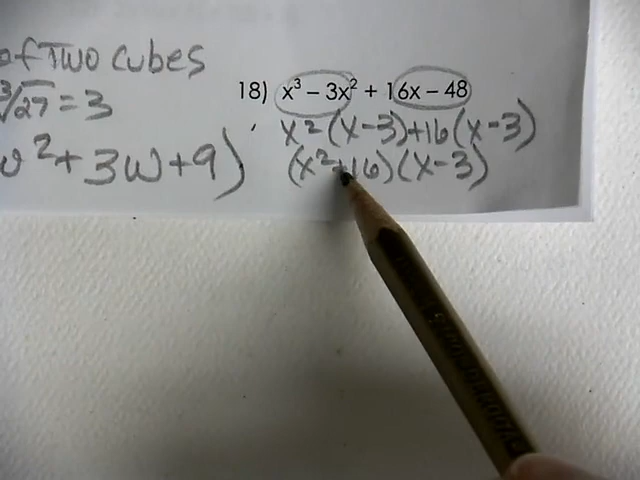 of Two cubes
³√27 = 3
w² + 3w + 9)
18) x³ − 3x² + 16x − 48
x²(x−3)+16(x−3)
(x²+16)(x−3)